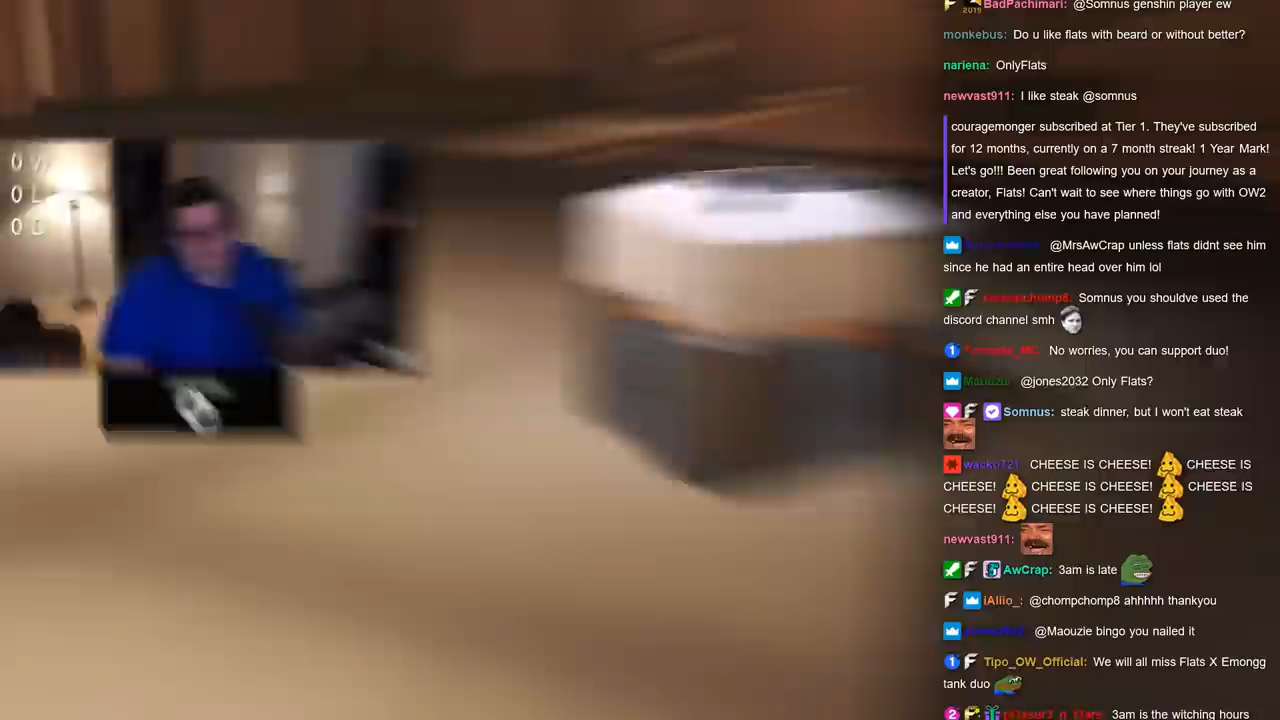 BadPachimari: @Somnus genshin player ew
monkebus: Do u like flats with beard or without better?
nariena: OnlyFlats
newvast911: I like steak @somnus
couragemonger subscribed at Tier 1. They've subscribed
for 12 months, currently on a 7 month streak! 1 Year Mark!
Let's go!!! Been great following you on your journey as a
creator, Flats! Can't wait to see where things go with OW2
and everything else you have planned!
@MrsAwCrap unless flats didnt see him
since he had an entire head over him lol
Somnus you shouldve used the
discord channel smh
No worries, you can support duo!
@jones2032 Only Flats?
Somnus: steak dinner, but I won't eat steak
wacko721 CHEESE IS CHEESE! CHEESE IS
CHEESE! CHEESE IS CHEESE! CHEESE IS
CHEESE! CHEESE IS CHEESE!
newvast911:
AwCrap: 3am is late
iAliio_: @chompchomp8 ahhhhh thankyou
@Maouzie bingo you nailed it
Tipo_OW_Official: We will all miss Flats X Emongg
tank duo
3am is the witching hours
0
0 L
0 D